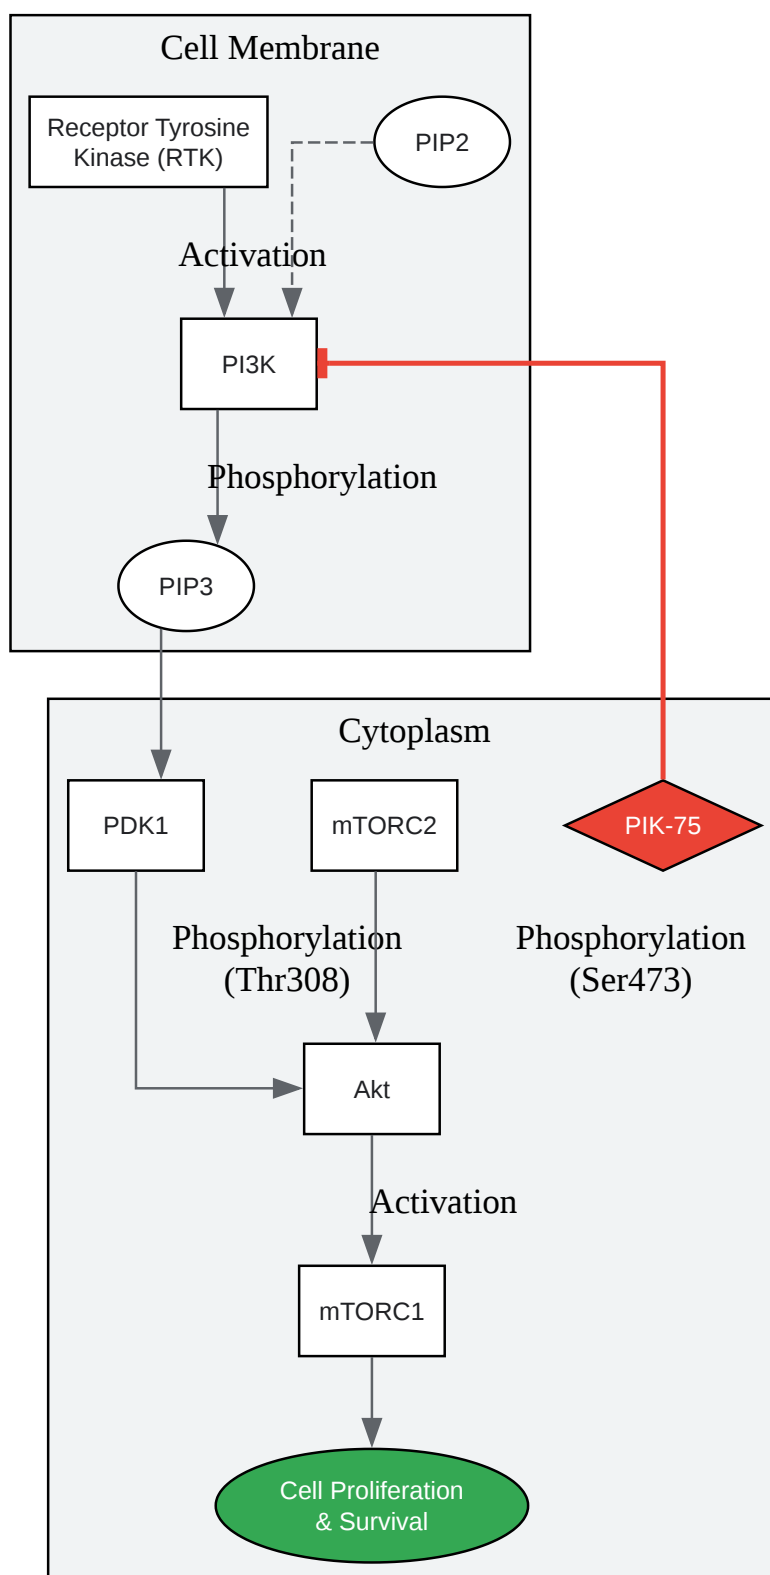 Cell Membrane
Receptor Tyrosine
Kinase (RTK)
PIP2
Activation
PI3K
Phosphorylation
PIP3
Cytoplasm
PDK1
mTORC2
PIK-75
Phosphorylation
(Thr308)
Phosphorylation
(Ser473)
Akt
Activation
mTORC1
Cell Proliferation
& Survival